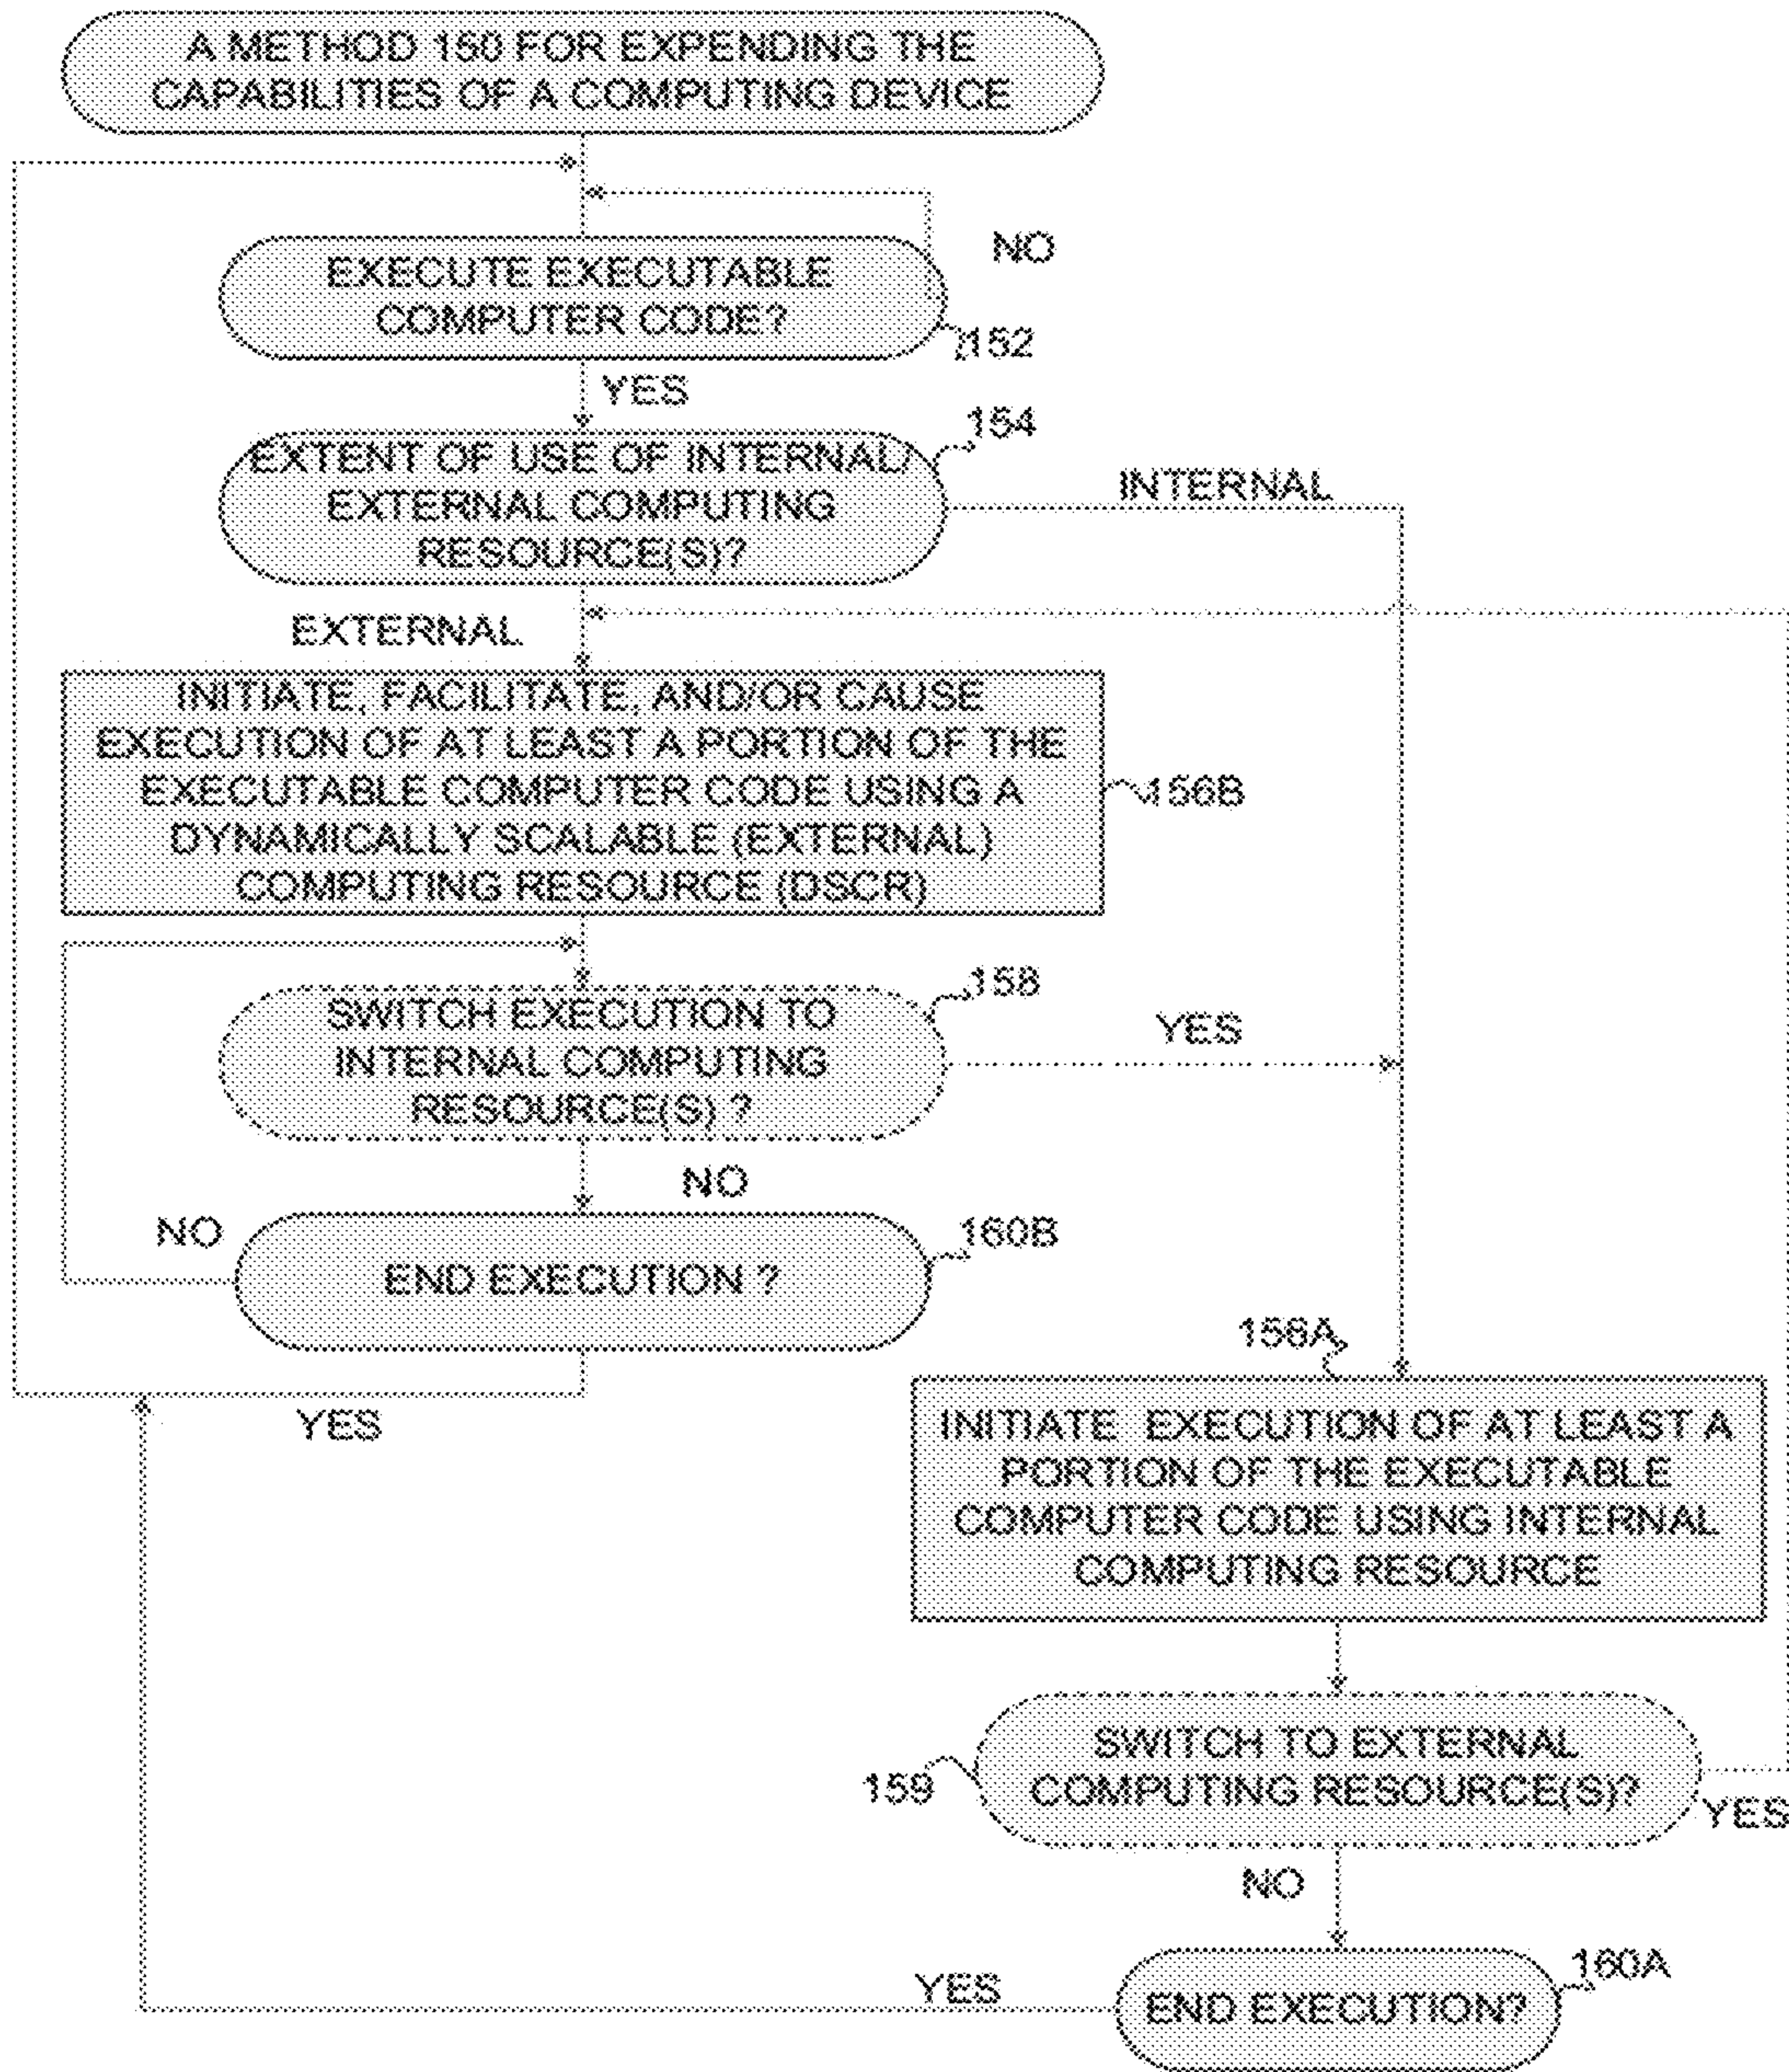 A METHOD 150 FOR EXPENDING THE
CAPABILITIES OF A COMPUTING DEVICE
NO
EXECUTE EXECUTABLE
COMPUTER CODE?
152
YES
154
EXTENT OF USE OF INTERNAL/
EXTERNAL COMPUTING
RESOURCE(S)?
INTERNAL
EXTERNAL
INITIATE, FACILITATE, AND/OR CAUSE
EXECUTION OF AT LEAST A PORTION OF THE
EXECUTABLE COMPUTER CODE USING A
DYNAMICALLY SCALABLE (EXTERNAL)
COMPUTING RESOURCE (DSCR)
156B
158
SWITCH EXECUTION TO
INTERNAL COMPUTING
RESOURCE(S) ?
YES
NO
NO
160B
END EXECUTION ?
YES
156A
INITIATE EXECUTION OF AT LEAST A
PORTION OF THE EXECUTABLE
COMPUTER CODE USING INTERNAL
COMPUTING RESOURCE
SWITCH TO EXTERNAL
COMPUTING RESOURCE(S)?
159
YES
NO
160A
YES
END EXECUTION?